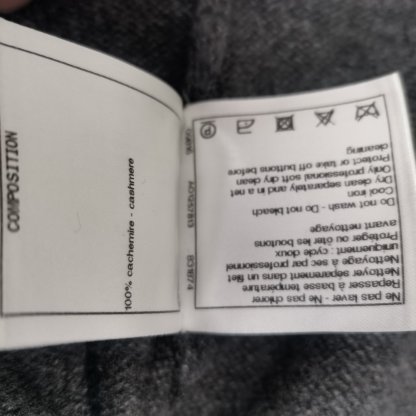 COMPOSITION
100% cachemire - cashmere
Ne pas laver - Ne pas chlorer
Repasser basse température
Nettoyer séparément dans un filet
Nettoyage à sec par professionnel
uniquement : cycle doux
Protéger ou ôter les boutons
avant nettoyage
Do not wash - Do not bleach
Cool iron
Dry clean separately and in a net
Only professional soft dry clean
Protect or take off buttons before
cleaning
P